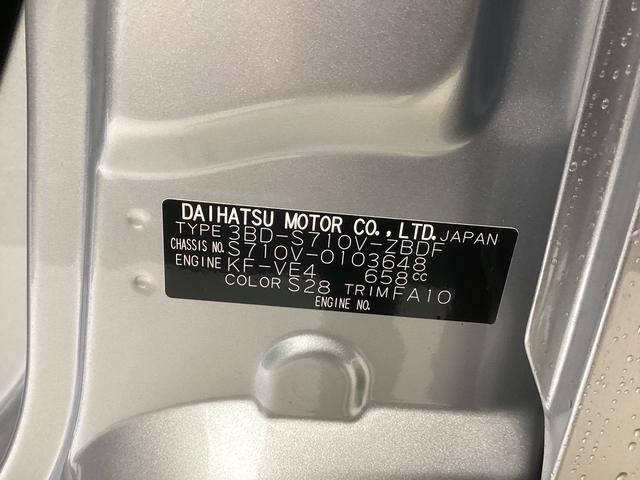 DAIHATSU MOTOR CO., LTD. JAPAN
TYPE 3BD-S710V-ZBDF
CHASSIS NO. S710V-0103648
ENGINE KF-VE4 658cc
COLOR S28 TRIM FA10
ENGINE NO.